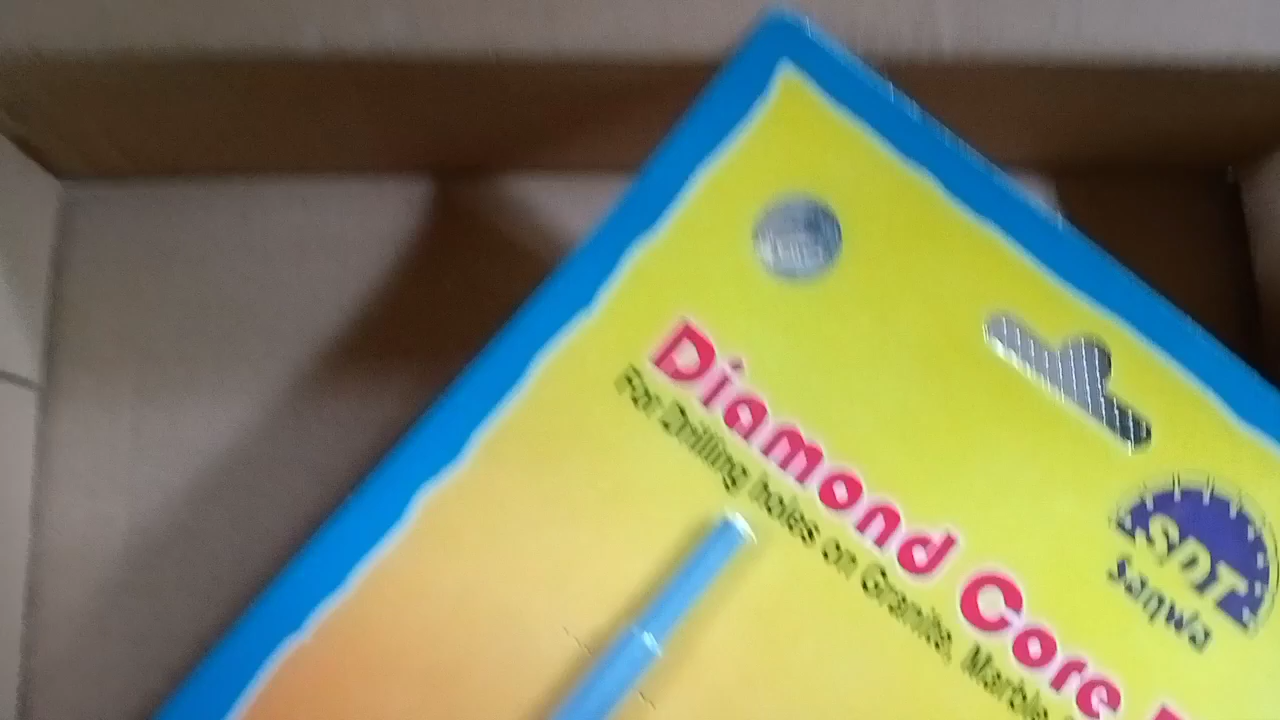 Diamond Core
For Drilling holes on Granite, Marble,
SDT
sanwa